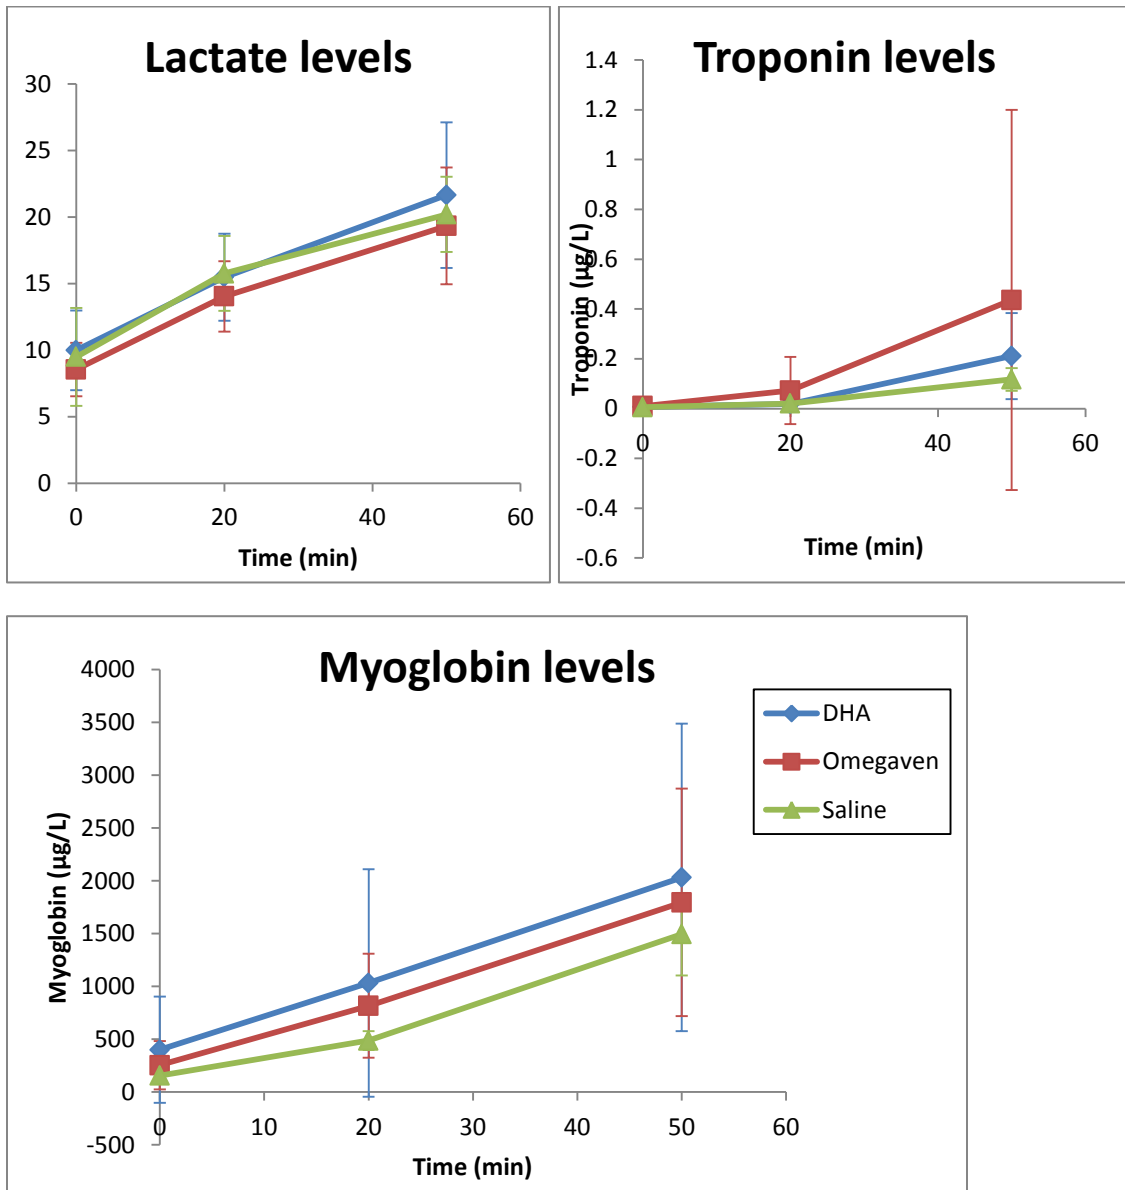 Lactate levels
30
25
20
15
10
5
0
0 20 40 60
Time (min)
Troponin levels
1.4
1.2
1
0.8
0.6
0.4
0.2
0
-0.2
-0.4
-0.6
Troponin (µg/L)
0 20 40 60
Time (min)
Myoglobin levels
4000
3500
3000
2500
2000
1500
1000
500
0
-500
Myoglobin (µg/L)
0 10 20 30 40 50 60
Time (min)
DHA
Omegaven
Saline